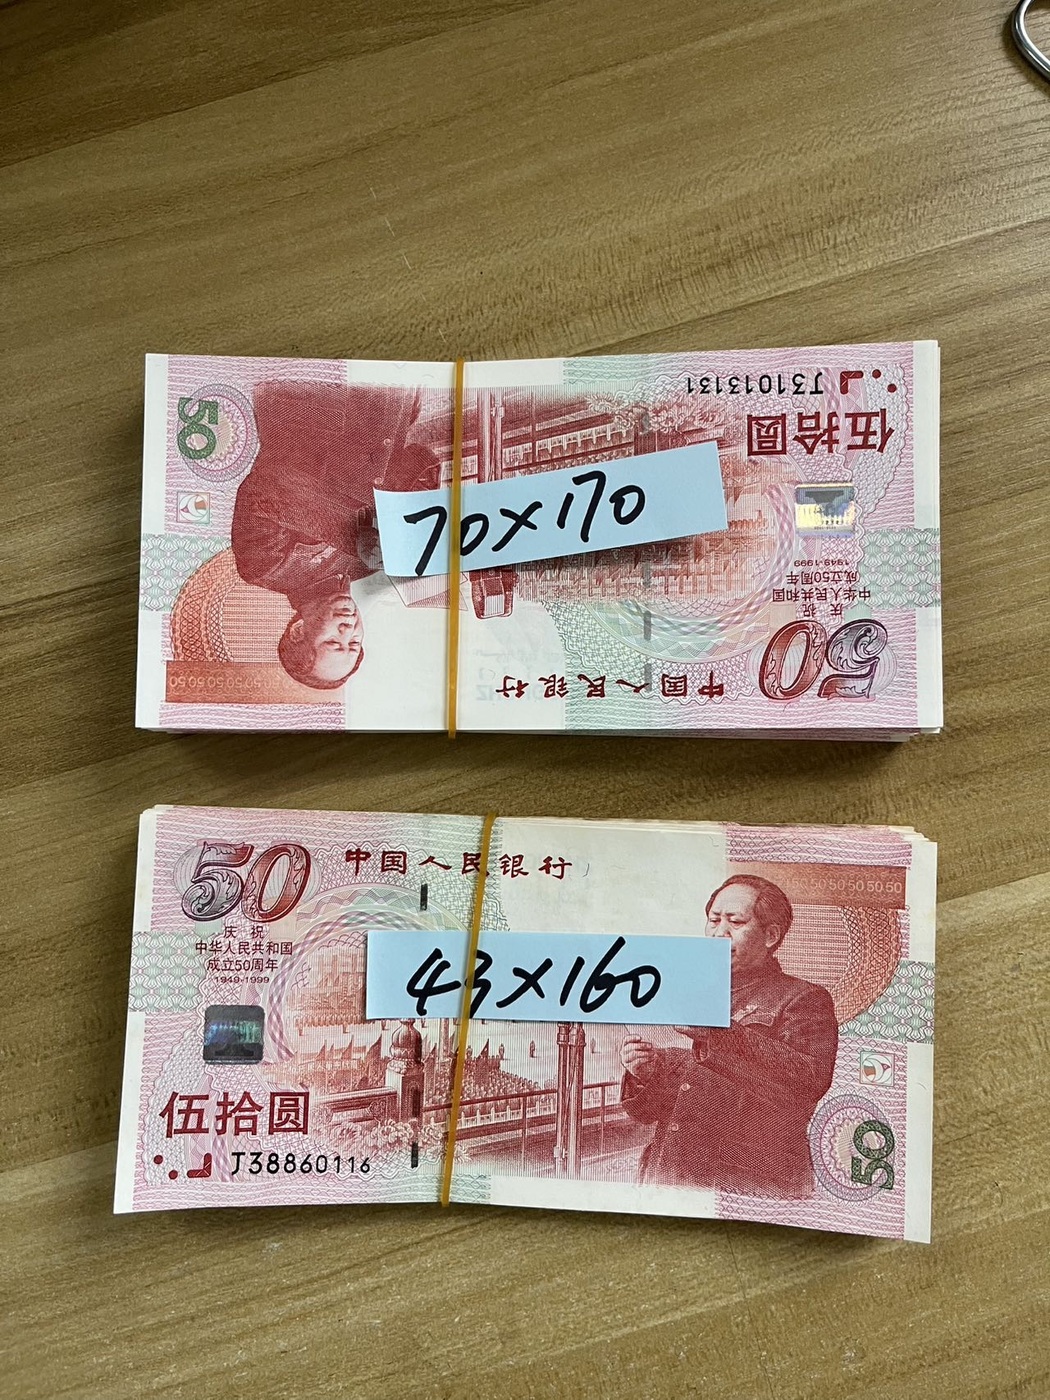 J31013131
伍拾圆
50
70×170
1949-1999
成立50周年
中华人民共和国
庆祝
50
中国人民银行
50 中国人民银行
庆祝
中华人民共和国
成立50周年
1949-1999
43×160
伍拾圆
J38860116
50